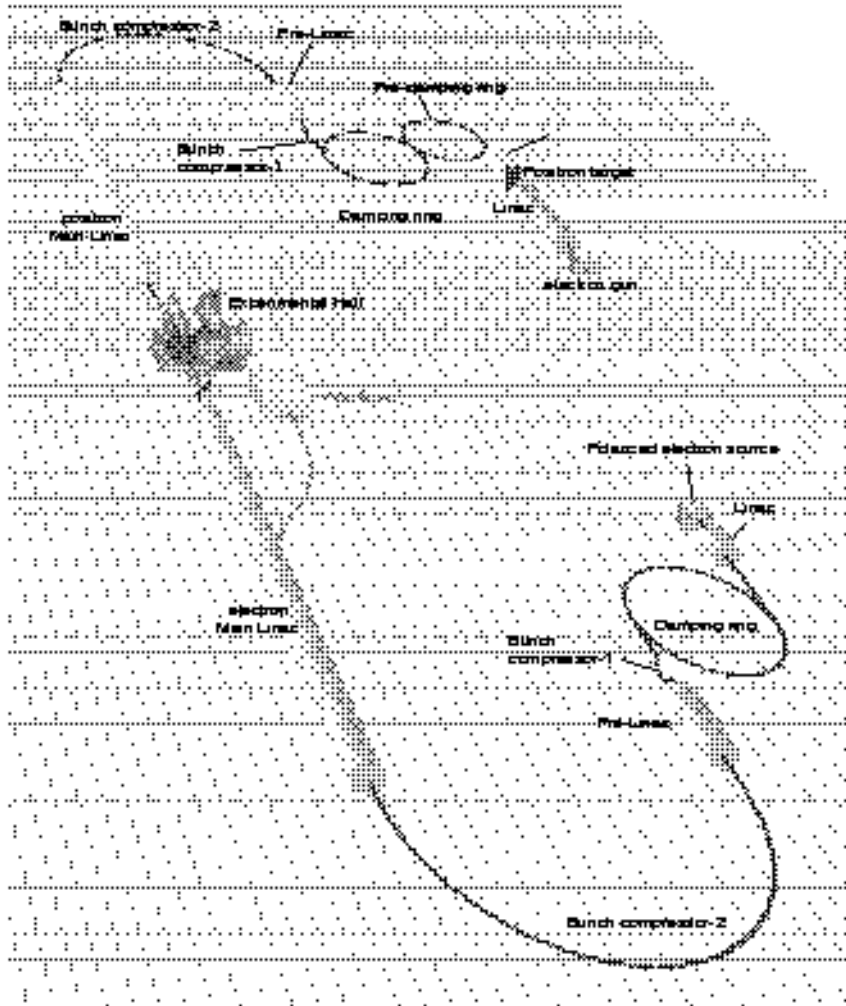 Bunch compressor-2
Pre-Linac
Pre-damping ring
Bunch
compressor-1
Positron target
Linac
Damping ring
positron
Main Linac
electron gun
Experimental Hall
Polarized electron source
Linac
electron
Main Linac
Damping ring
Bunch
compressor-1
Pre-Linac
Bunch compressor-2